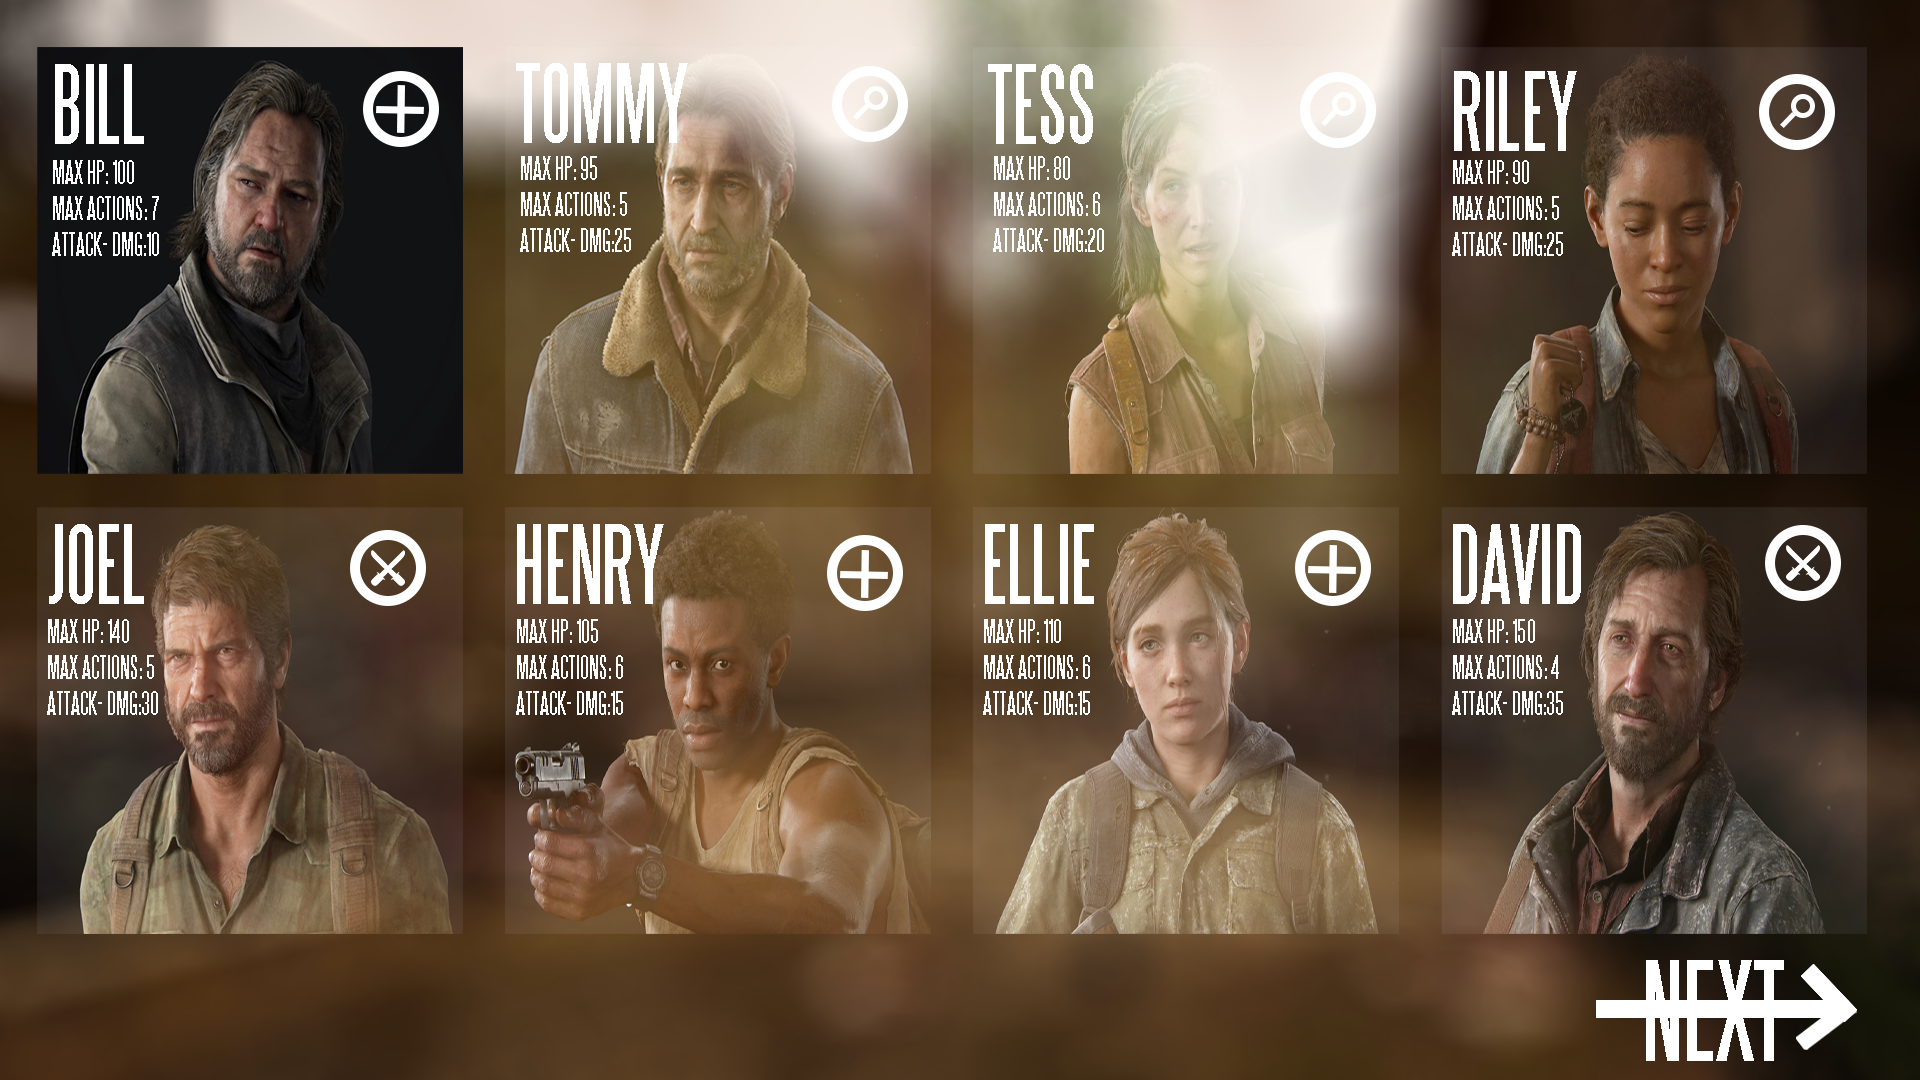 BILL
MAX HP: 100
MAX ACTIONS: 7
ATTACK- DMG:10
TOMMY
MAX HP: 95
MAX ACTIONS: 5
ATTACK- DMG:25
TESS
MAX HP: 80
MAX ACTIONS: 6
ATTACK- DMG:20
RILEY
MAX HP: 90
MAX ACTIONS: 5
ATTACK- DMG:25
JOEL
MAX HP: 140
MAX ACTIONS: 5
ATTACK- DMG:30
HENRY
MAX HP: 105
MAX ACTIONS: 6
ATTACK- DMG:15
ELLIE
MAX HP: 110
MAX ACTIONS: 6
ATTACK- DMG:15
DAVID
MAX HP: 150
MAX ACTIONS: 4
ATTACK- DMG:35
NEXT